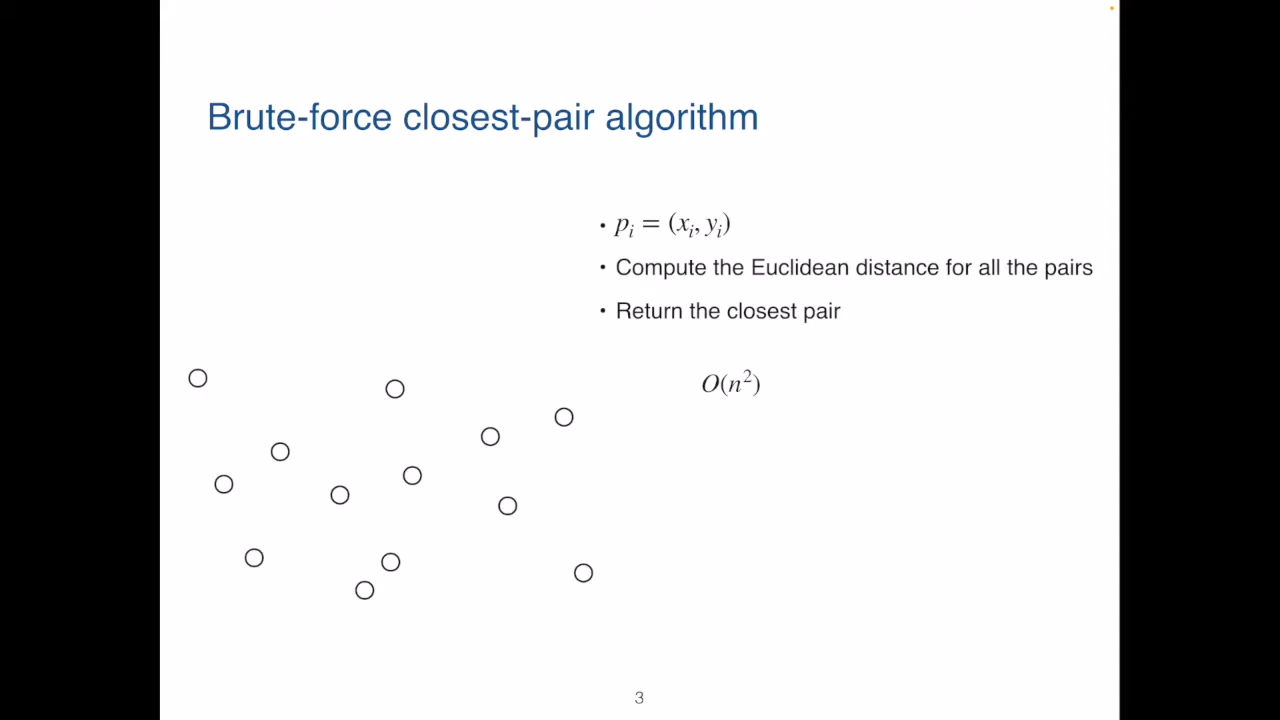 Brute-force closest-pair algorithm
• pᵢ = (xᵢ, yᵢ)
• Compute the Euclidean distance for all the pairs
• Return the closest pair
O(n²)
3